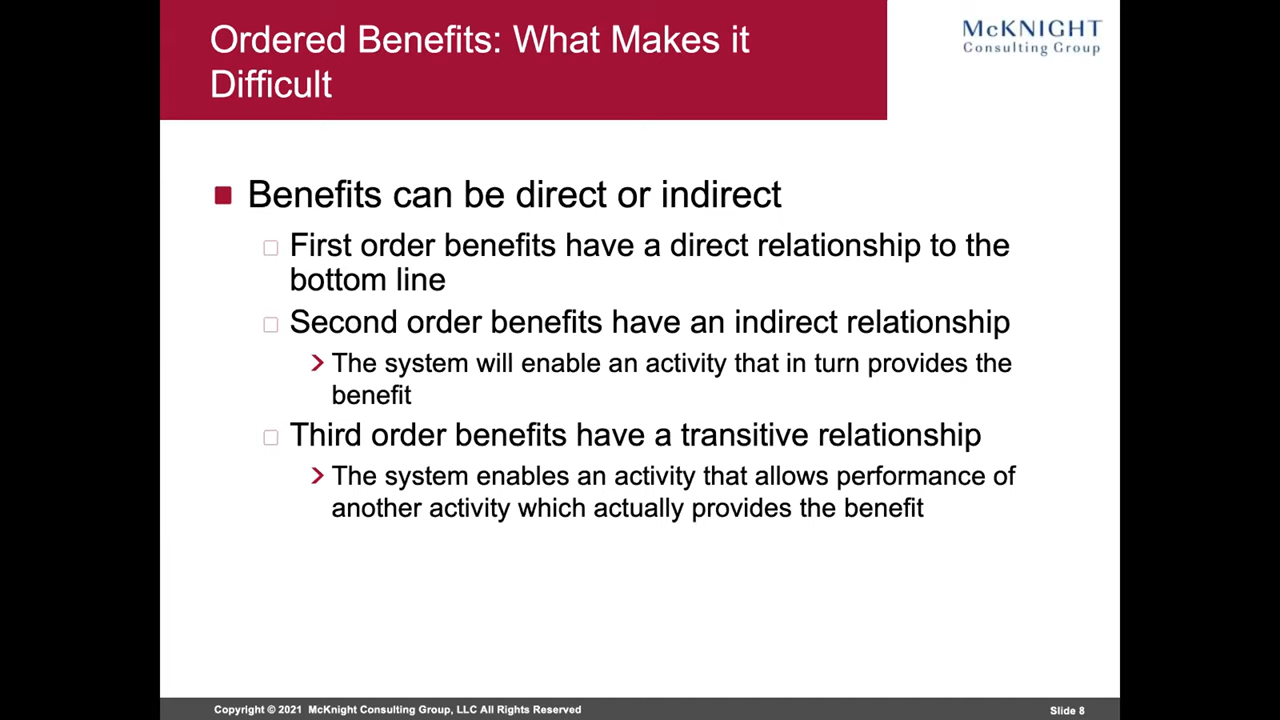 Ordered Benefits: What Makes it
Difficult
McKNIGHT
Consulting Group
Benefits can be direct or indirect
First order benefits have a direct relationship to the
bottom line
Second order benefits have an indirect relationship
The system will enable an activity that in turn provides the
benefit
Third order benefits have a transitive relationship
The system enables an activity that allows performance of
another activity which actually provides the benefit
Copyright © 2021 McKnight Consulting Group, LLC All Rights Reserved
Slide 8